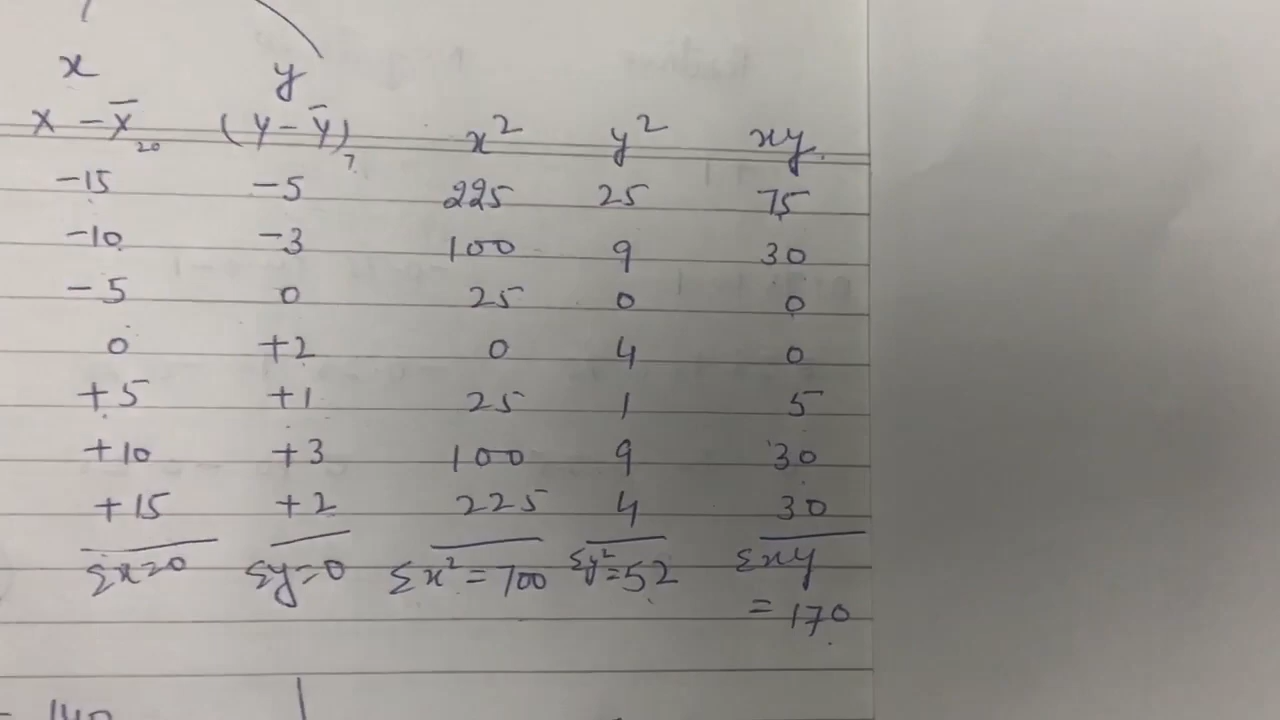 x y
X - X̄ 20 (Y - Ȳ) 7 x² y² xy
-15 -5 225 25 75
-10 -3 100 9 30
-5 0 25 0 0
0 +2 0 4 0
+5 +1 25 1 5
+10 +3 100 9 30
+15 +2 225 4 30
Σx=0 Σy=0 Σx² = 700 Σy² = 52 Σxy
= 170